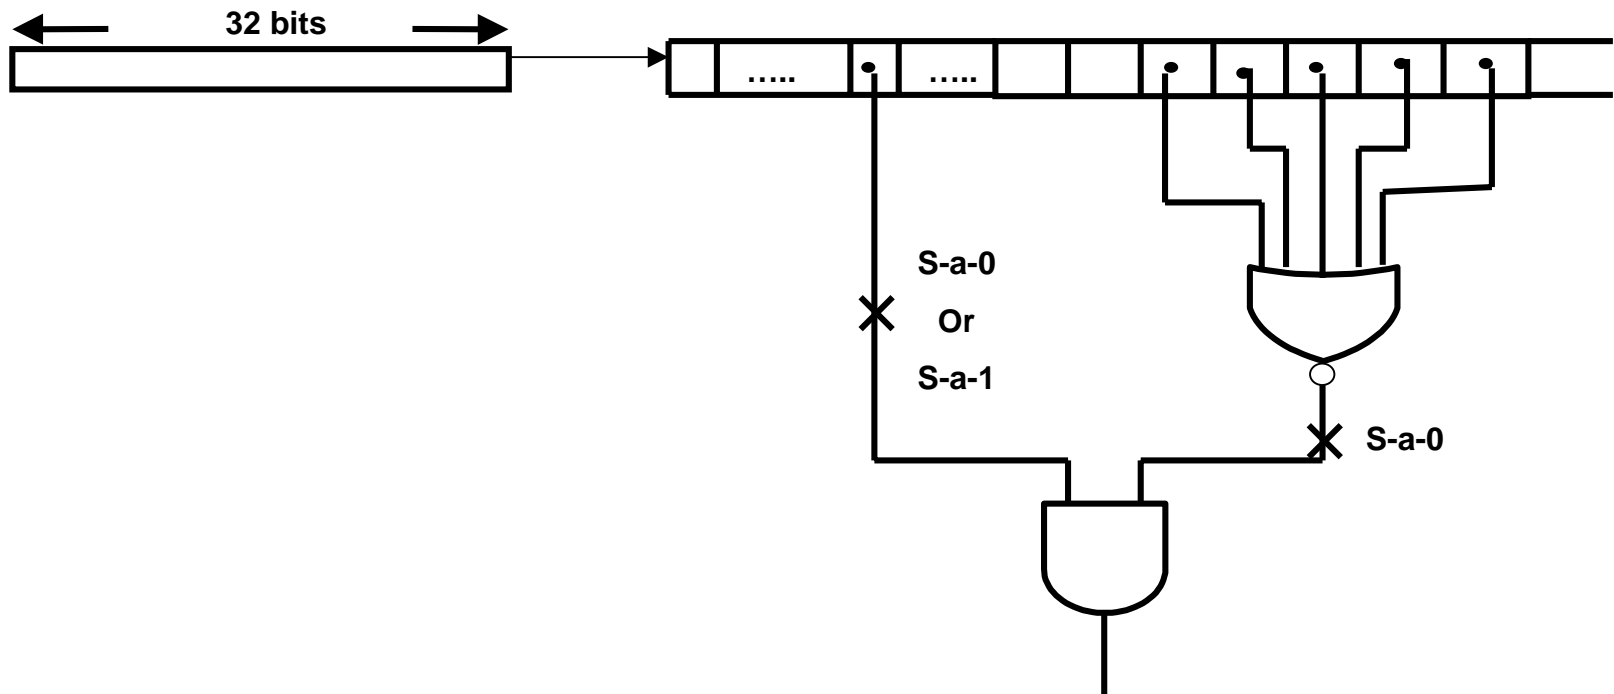 32 bits
..... .....
S-a-0
Or
S-a-1
S-a-0